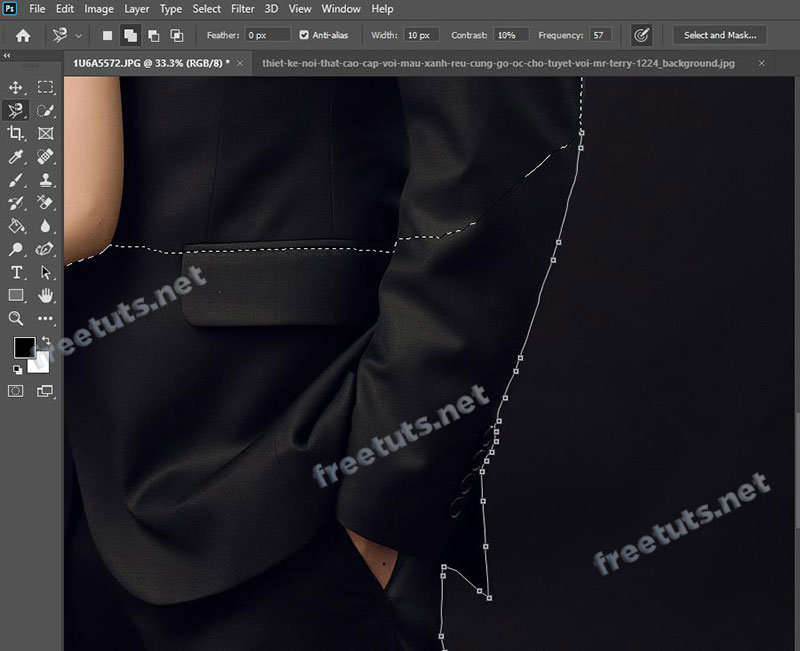 Ps File Edit Image Layer Type Select Filter 3D View Window Help
Feather: 0 px Anti-alias Width: 10 px Contrast: 10% Frequency: 57 Select and Mask...
1U6A5572.JPG @ 33.3% (RGB/8) * × thiet-ke-noi-that-cao-cap-voi-mau-xanh-reu-cung-go-oc-cho-tuyet-voi-mr-terry-1224_background.jpg ×
freetuts.net
freetuts.net
freetuts.net